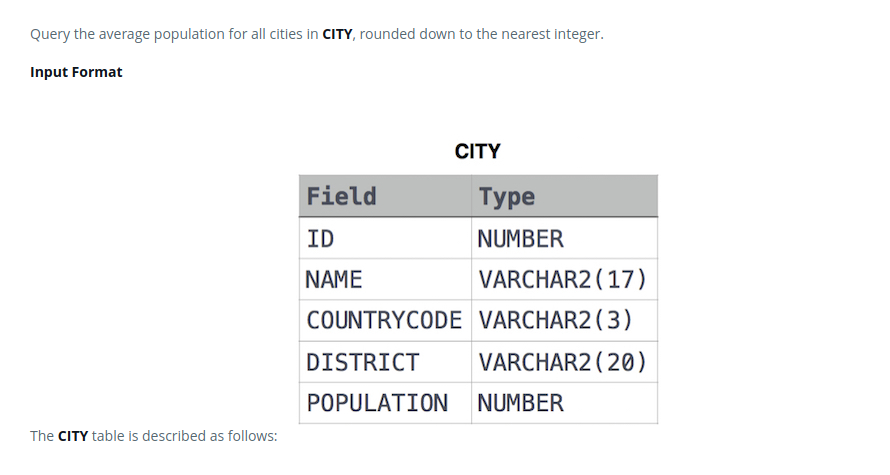 Query the average population for all cities in CITY, rounded down to the nearest integer.
Input Format
CITY
Field Type
ID NUMBER
NAME VARCHAR2(17)
COUNTRYCODE VARCHAR2(3)
DISTRICT VARCHAR2(20)
POPULATION NUMBER
The CITY table is described as follows: